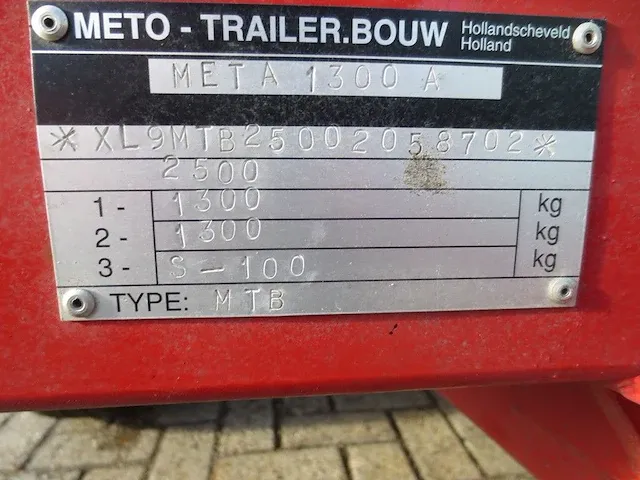 METO - TRAILER.BOUW Hollandscheveld Holland
META 1300 A
* XL9MTB25002058702 *
2500
1 - 1300 kg
2 - 1300 kg
3 - S - 100 kg
TYPE: MTB